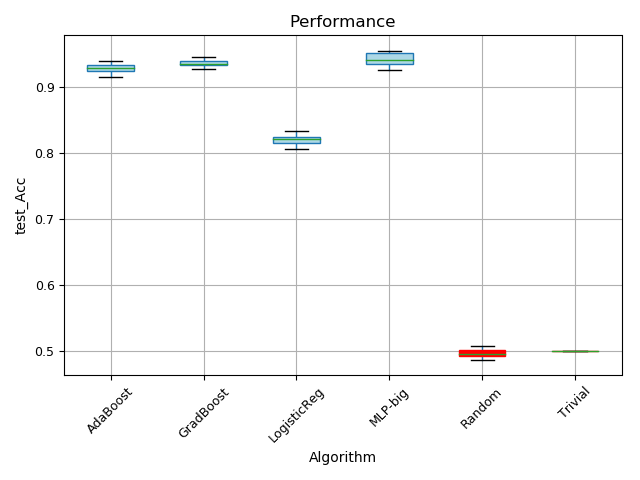 Performance
test_Acc
0.9
0.8
0.7
0.6
0.5
AdaBoost
GradBoost
LogisticReg
MLP-big
Random
Trivial
Algorithm